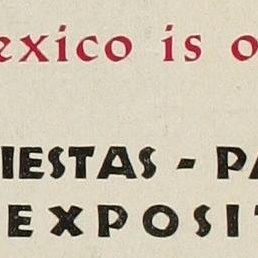 exico is o
IESTAS - PA
EXPOSIT